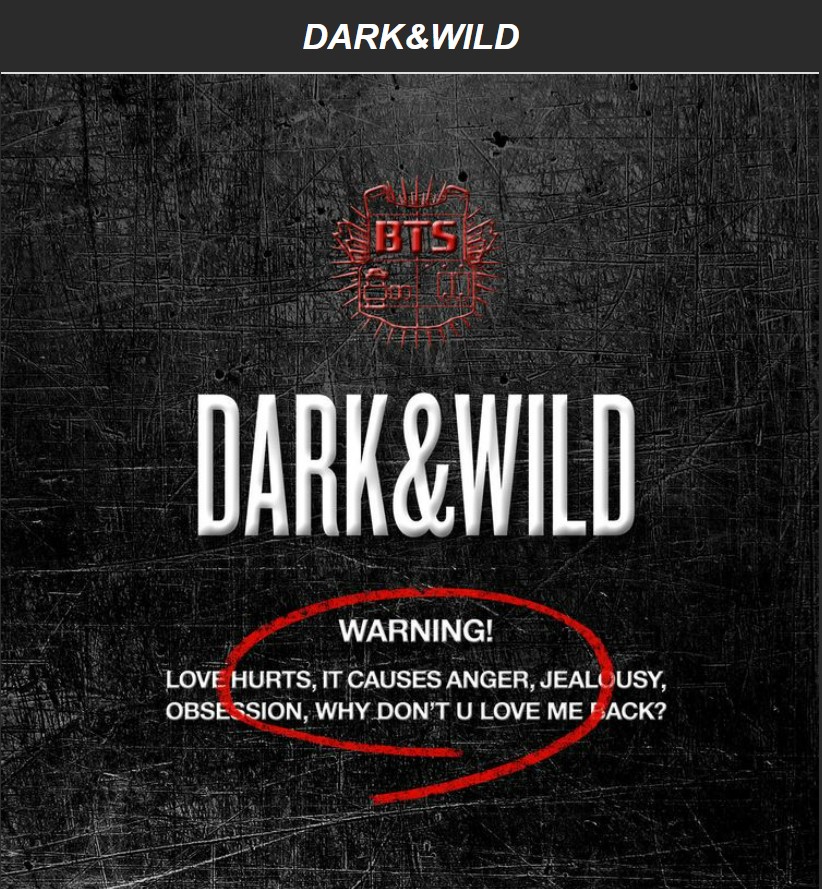 DARK&WILD
BTS
DARK&WILD
WARNING!
LOVE HURTS, IT CAUSES ANGER, JEALOUSY,
OBSESSION, WHY DON'T U LOVE ME BACK?